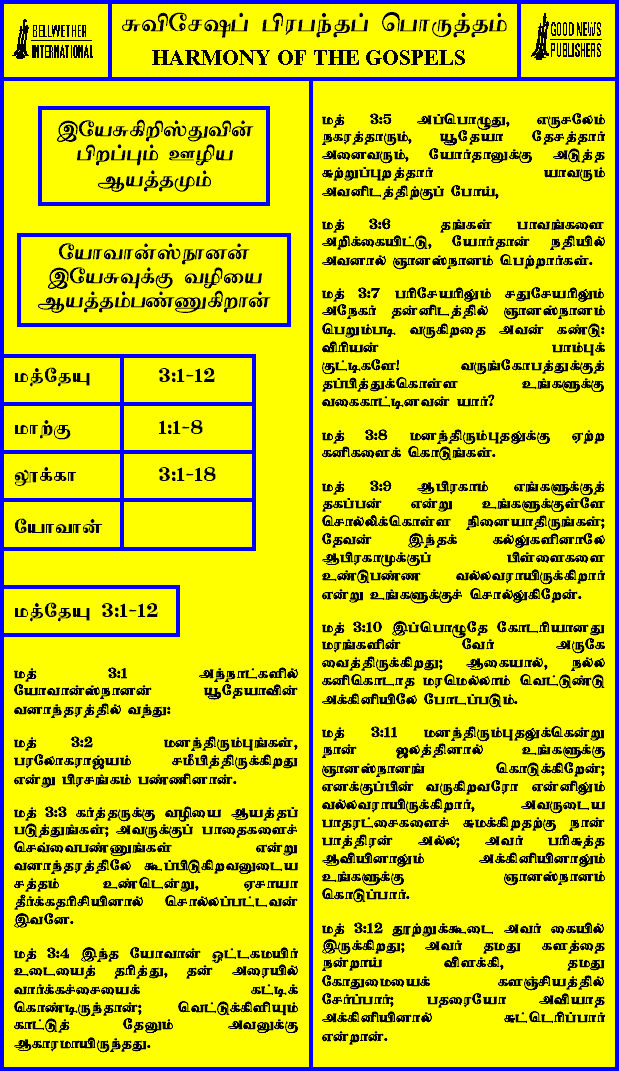 BELLWETHER
INTERNATIONAL
சுவிசேஷப் பிரபந்தப் பொருத்தம்
HARMONY OF THE GOSPELS
GOOD NEWS
PUBLISHERS
இயேசுகிறிஸ்துவின்
பிறப்பும் ஊழிய
ஆயத்தமும்
யோவான்ஸ்நானன்
இயேசுவுக்கு வழியை
ஆயத்தம்பண்ணுகிறான்
மத்தேயு 3:1-12
மாற்கு 1:1-8
லூக்கா 3:1-18
யோவான்
மத்தேயு 3:1-12
மத் 3:1 அந்நாட்களில்
யோவான்ஸ்நானன் யூதேயாவின்
வனாந்தரத்தில் வந்து:
மத் 3:2 மனந்திரும்புங்கள்,
பரலோகராஜ்யம் சமீபித்திருக்கிறது
என்று பிரசங்கம் பண்ணினான்.
மத் 3:3 கர்த்தருக்கு வழியை ஆயத்தப்
படுத்துங்கள்; அவருக்குப் பாதைகளைச்
செவ்வைபண்ணுங்கள் என்று
வனாந்தரத்திலே கூப்பிடுகிறவனுடைய
சத்தம் உண்டென்று, ஏசாயா
தீர்க்கதரிசியினால் சொல்லப்பட்டவன்
இவனே.
மத் 3:4 இந்த யோவான் ஒட்டகமயிர்
உடையைத் தரித்து, தன் அரையில்
வார்க்கச்சையைக் கட்டிக்
கொண்டிருந்தான்; வெட்டுக்கிளியும்
காட்டுத் தேனும் அவனுக்கு
ஆகாரமாயிருந்தது.
மத் 3:5 அப்பொழுது, எருசலேம்
நகரத்தாரும், யூதேயா தேசத்தார்
அனைவரும், யோர்தானுக்கு அடுத்த
சுற்றுப்புறத்தார் யாவரும்
அவனிடத்திற்குப் போய்,
மத் 3:6 தங்கள் பாவங்களை
அறிக்கையிட்டு, யோர்தான் நதியில்
அவனால் ஞானஸ்நானம் பெற்றார்கள்.
மத் 3:7 பரிசேயரிலும் சதுசேயரிலும்
அநேகர் தன்னிடத்தில் ஞானஸ்நானம்
பெறும்படி வருகிறதை அவன் கண்டு:
விரியன் பாம்புக்
குட்டிகளே! வருங்கோபத்துக்குத்
தப்பித்துக்கொள்ள உங்களுக்கு
வகைகாட்டினவன் யார்?
மத் 3:8 மனந்திரும்புதலுக்கு ஏற்ற
கனிகளைக் கொடுங்கள்.
மத் 3:9 ஆபிரகாம் எங்களுக்குத்
தகப்பன் என்று உங்களுக்குள்ளே
சொல்லிக்கொள்ள நினையாதிருங்கள்;
தேவன் இந்தக் கல்லுகளினாலே
ஆபிரகாமுக்குப் பிள்ளைகளை
உண்டுபண்ண வல்லவராயிருக்கிறார்
என்று உங்களுக்குச் சொல்லுகிறேன்.
மத் 3:10 இப்பொழுதே கோடரியானது
மரங்களின் வேர் அருகே
வைத்திருக்கிறது; ஆகையால், நல்ல
கனிகொடாத மரமெல்லாம் வெட்டுண்டு
அக்கினியிலே போடப்படும்.
மத் 3:11 மனந்திரும்புதலுக்கென்று
நான் ஜலத்தினால் உங்களுக்கு
ஞானஸ்நானங் கொடுக்கிறேன்;
எனக்குப்பின் வருகிறவரோ என்னிலும்
வல்லவராயிருக்கிறார், அவருடைய
பாதரட்சைகளைச் சுமக்கிறதற்கு நான்
பாத்திரன் அல்ல; அவர் பரிசுத்த
ஆவியினாலும் அக்கினியினாலும்
உங்களுக்கு ஞானஸ்நானம்
கொடுப்பார்.
மத் 3:12 தூற்றுக்கூடை அவர் கையில்
இருக்கிறது; அவர் தமது களத்தை
நன்றாய் விளக்கி, தமது
கோதுமையைக் களஞ்சியத்தில்
சேர்ப்பார்; பதரையோ அவியாத
அக்கினியினால் சுட்டெரிப்பார்
என்றான்.